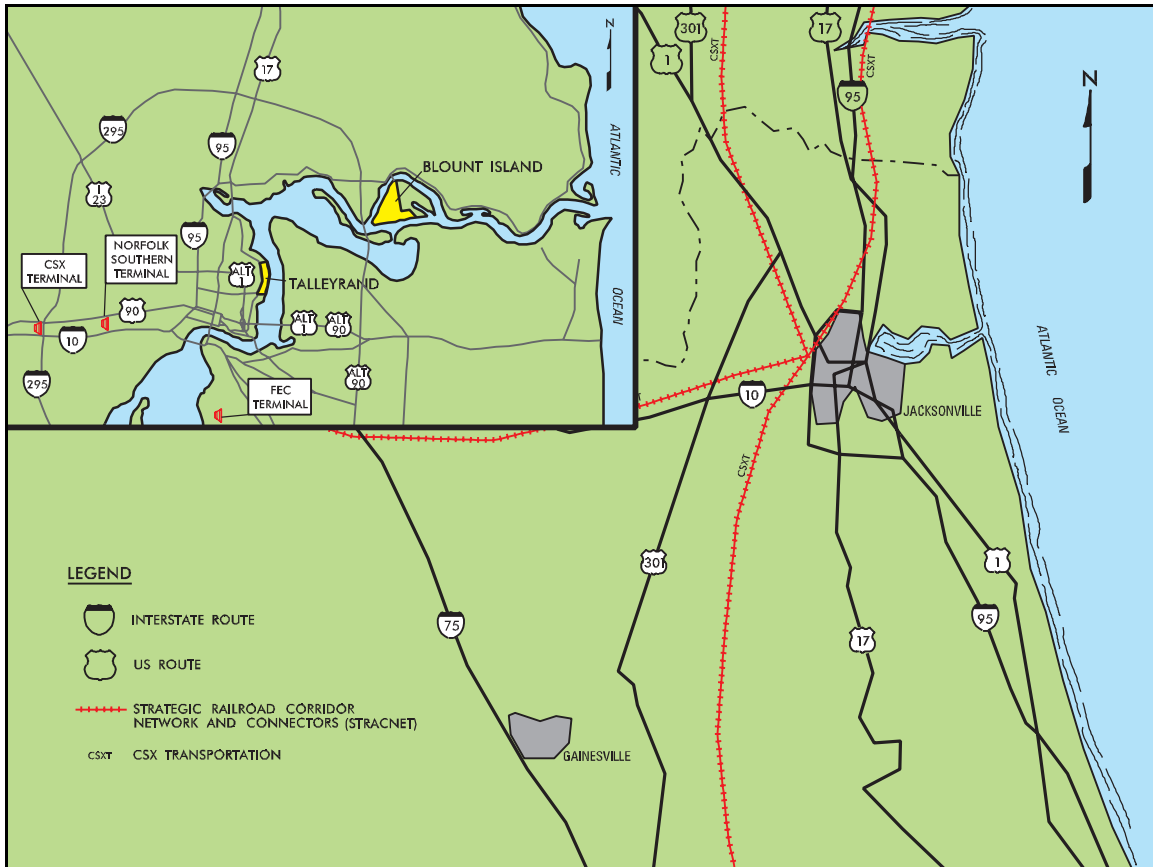 N
17
295
95
ATLANTIC
OCEAN
BLOUNT ISLAND
1
23
95
NORFOLK
SOUTHERN
TERMINAL
CSX
TERMINAL
ALT
1
TALLEYRAND
90
10
ALT
1
ALT
90
295
ALT
90
FEC
TERMINAL
301
17
1
CSXT
CSXT
95
N
ATLANTIC
OCEAN
10
JACKSONVILLE
CSXT
301
1
75
95
17
LEGEND
INTERSTATE ROUTE
US ROUTE
STRATEGIC RAILROAD CORRIDOR
NETWORK AND CONNECTORS (STRACNET)
CSXT CSX TRANSPORTATION
GAINESVILLE